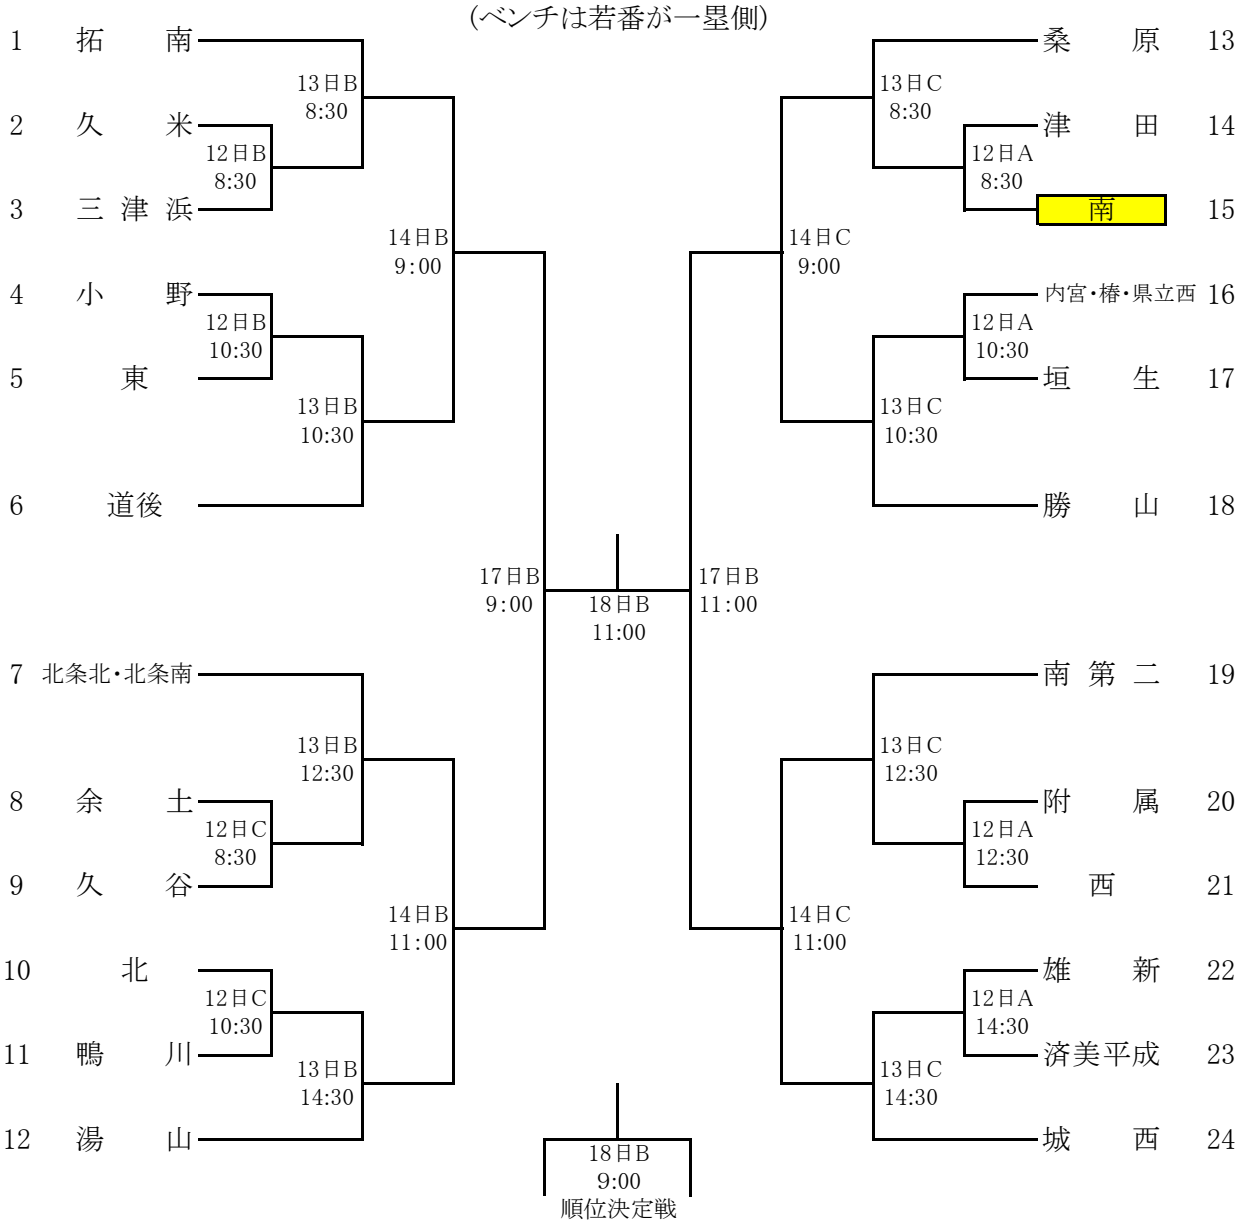 (ベンチは若番が一塁側)
1 拓南
13日B
8:30
2 久米
12日B
8:30
3 三津浜
14日B
9:00
4 小野
12日B
10:30
5 東
13日B
10:30
6 道後
17日B
9:00
18日B
11:00
7 北条北・北条南
13日B
12:30
8 余土
12日C
8:30
9 久谷
14日B
11:00
10 北
12日C
10:30
11 鴨川
13日B
14:30
12 湯山
桑原 13
13日C
8:30
津田 14
12日A
8:30
南 15
14日C
9:00
内宮・椿・県立西 16
12日A
10:30
垣生 17
13日C
10:30
勝山 18
17日B
11:00
南第二 19
13日C
12:30
附属 20
12日A
12:30
西 21
14日C
11:00
雄新 22
12日A
14:30
済美平成 23
13日C
14:30
城西 24
18日B
9:00
順位決定戦